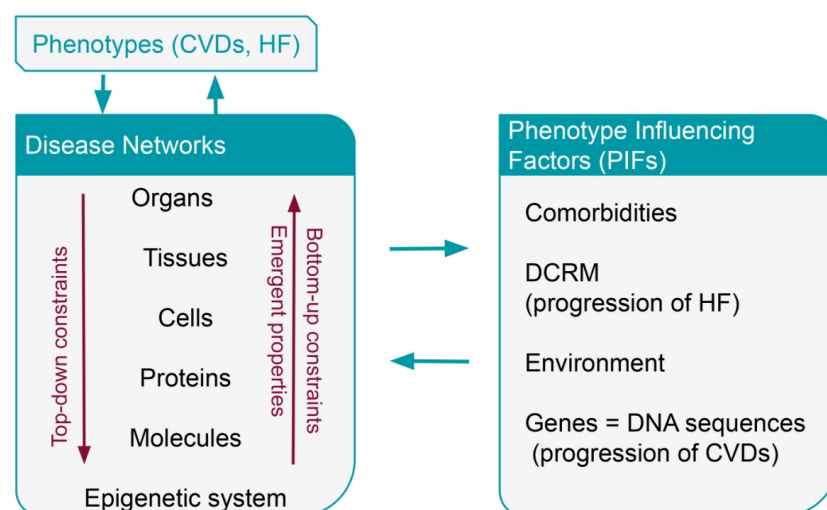 Phenotypes (CVDs, HF)
Disease Networks
Organs
Tissues
Cells
Proteins
Molecules
Epigenetic system
Top-down constraints
Emergent properties
Bottom-up constraints
Phenotype Influencing
Factors (PIFs)
Comorbidities
DCRM
(progression of HF)
Environment
Genes = DNA sequences
(progression of CVDs)